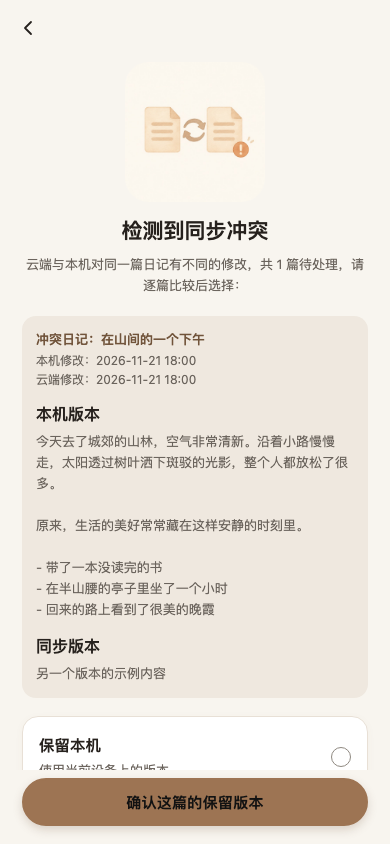 检测到同步冲突
云端与本机对同一篇日记有不同的修改，共 1 篇待处理，请
逐篇比较后选择：
冲突日记：在山间的一个下午
本机修改：2026-11-21 18:00
云端修改：2026-11-21 18:00
本机版本
今天去了城郊的山林，空气非常清新。沿着小路慢慢
走，太阳透过树叶洒下斑驳的光影，整个人都放松了很
多。
原来，生活的美好常常藏在这样安静的时刻里。
- 带了一本没读完的书
- 在半山腰的亭子里坐了一个小时
- 回来的路上看到了很美的晚霞
同步版本
另一个版本的示例内容
保留本机
使用当前设备上的版本
确认这篇的保留版本